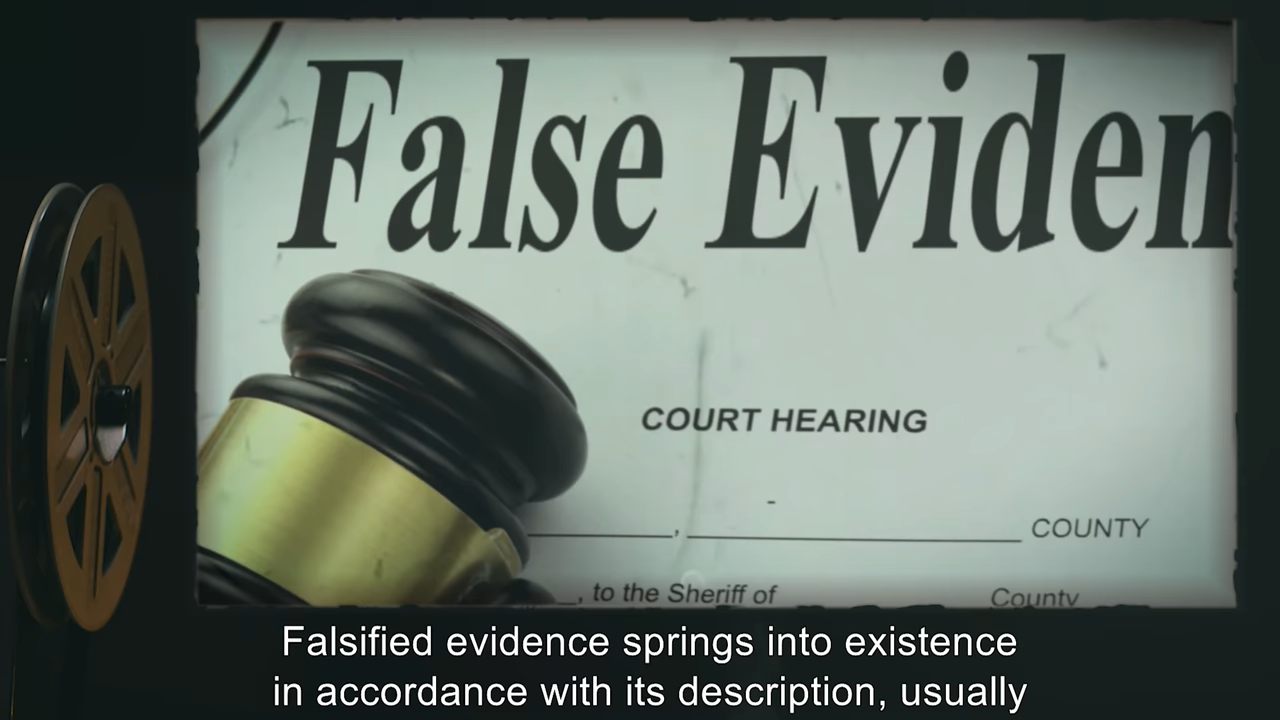 False Eviden
COURT HEARING
-
, COUNTY
, to the Sheriff of County
Falsified evidence springs into existence
in accordance with its description, usually